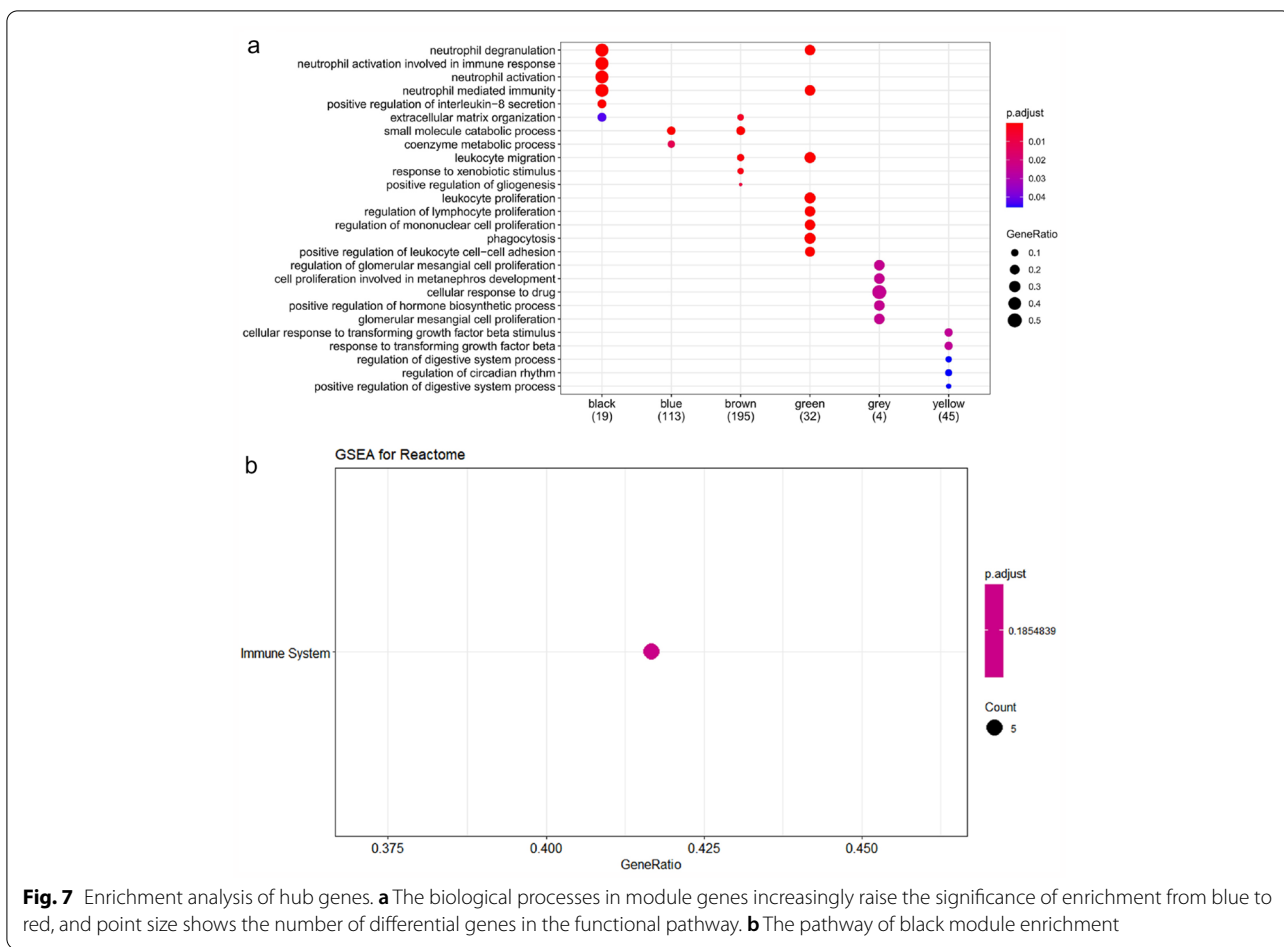 a
neutrophil degranulation
neutrophil activation involved in immune response
neutrophil activation
neutrophil mediated immunity
positive regulation of interleukin−8 secretion
extracellular matrix organization
small molecule catabolic process
coenzyme metabolic process
leukocyte migration
response to xenobiotic stimulus
positive regulation of gliogenesis
leukocyte proliferation
regulation of lymphocyte proliferation
regulation of mononuclear cell proliferation
phagocytosis
positive regulation of leukocyte cell−cell adhesion
regulation of glomerular mesangial cell proliferation
cell proliferation involved in metanephros development
cellular response to drug
positive regulation of hormone biosynthetic process
glomerular mesangial cell proliferation
cellular response to transforming growth factor beta stimulus
response to transforming growth factor beta
regulation of digestive system process
regulation of circadian rhythm
positive regulation of digestive system process
black blue brown green grey yellow
(19) (113) (195) (32) (4) (45)
p.adjust
0.01
0.02
0.03
0.04
GeneRatio
0.1
0.2
0.3
0.4
0.5
b
GSEA for Reactome
Immune System
0.375 0.400 0.425 0.450
GeneRatio
p.adjust
0.1854839
Count
5
Fig. 7 Enrichment analysis of hub genes. a The biological processes in module genes increasingly raise the significance of enrichment from blue to
red, and point size shows the number of differential genes in the functional pathway. b The pathway of black module enrichment